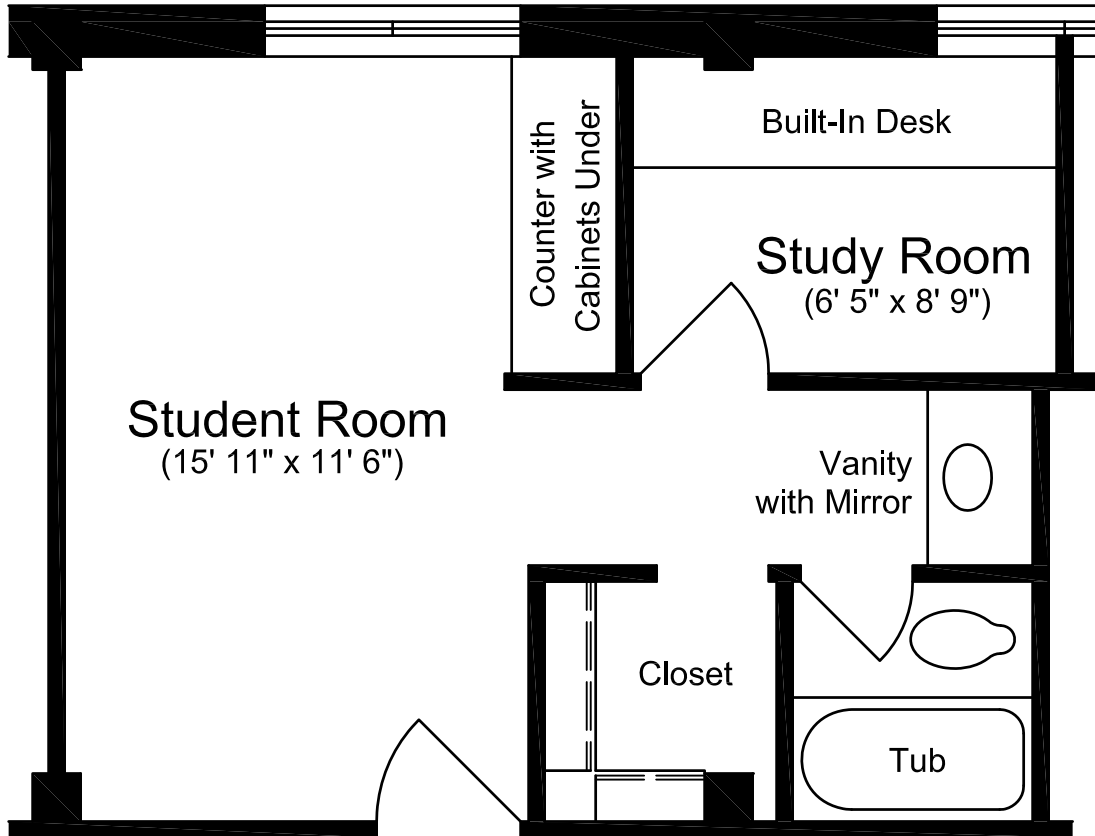 Counter with
Cabinets Under
Built-In Desk
Study Room
(6' 5" x 8' 9")
Student Room
(15' 11" x 11' 6")
Vanity
with Mirror
Closet
Tub